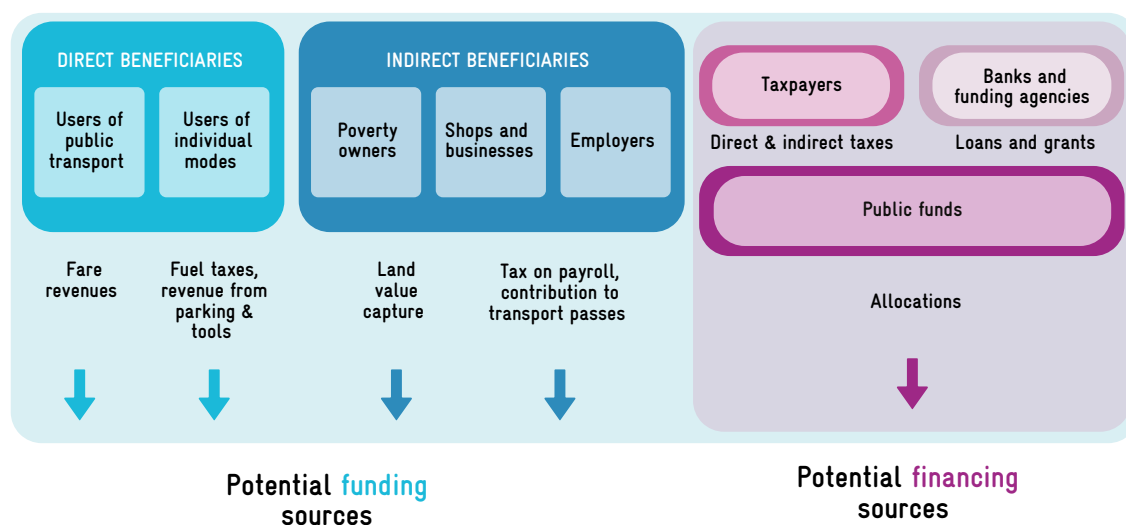 DIRECT BENEFICIARIES
Users of
public
transport
Users of
individual
modes
INDIRECT BENEFICIARIES
Poverty
owners
Shops and
businesses
Employers
Taxpayers
Banks and
funding agencies
Direct & indirect taxes
Loans and grants
Public funds
Fare
revenues
Fuel taxes,
revenue from
parking &
tools
Land
value
capture
Tax on payroll,
contribution to
transport passes
Allocations
Potential funding
sources
Potential financing
sources